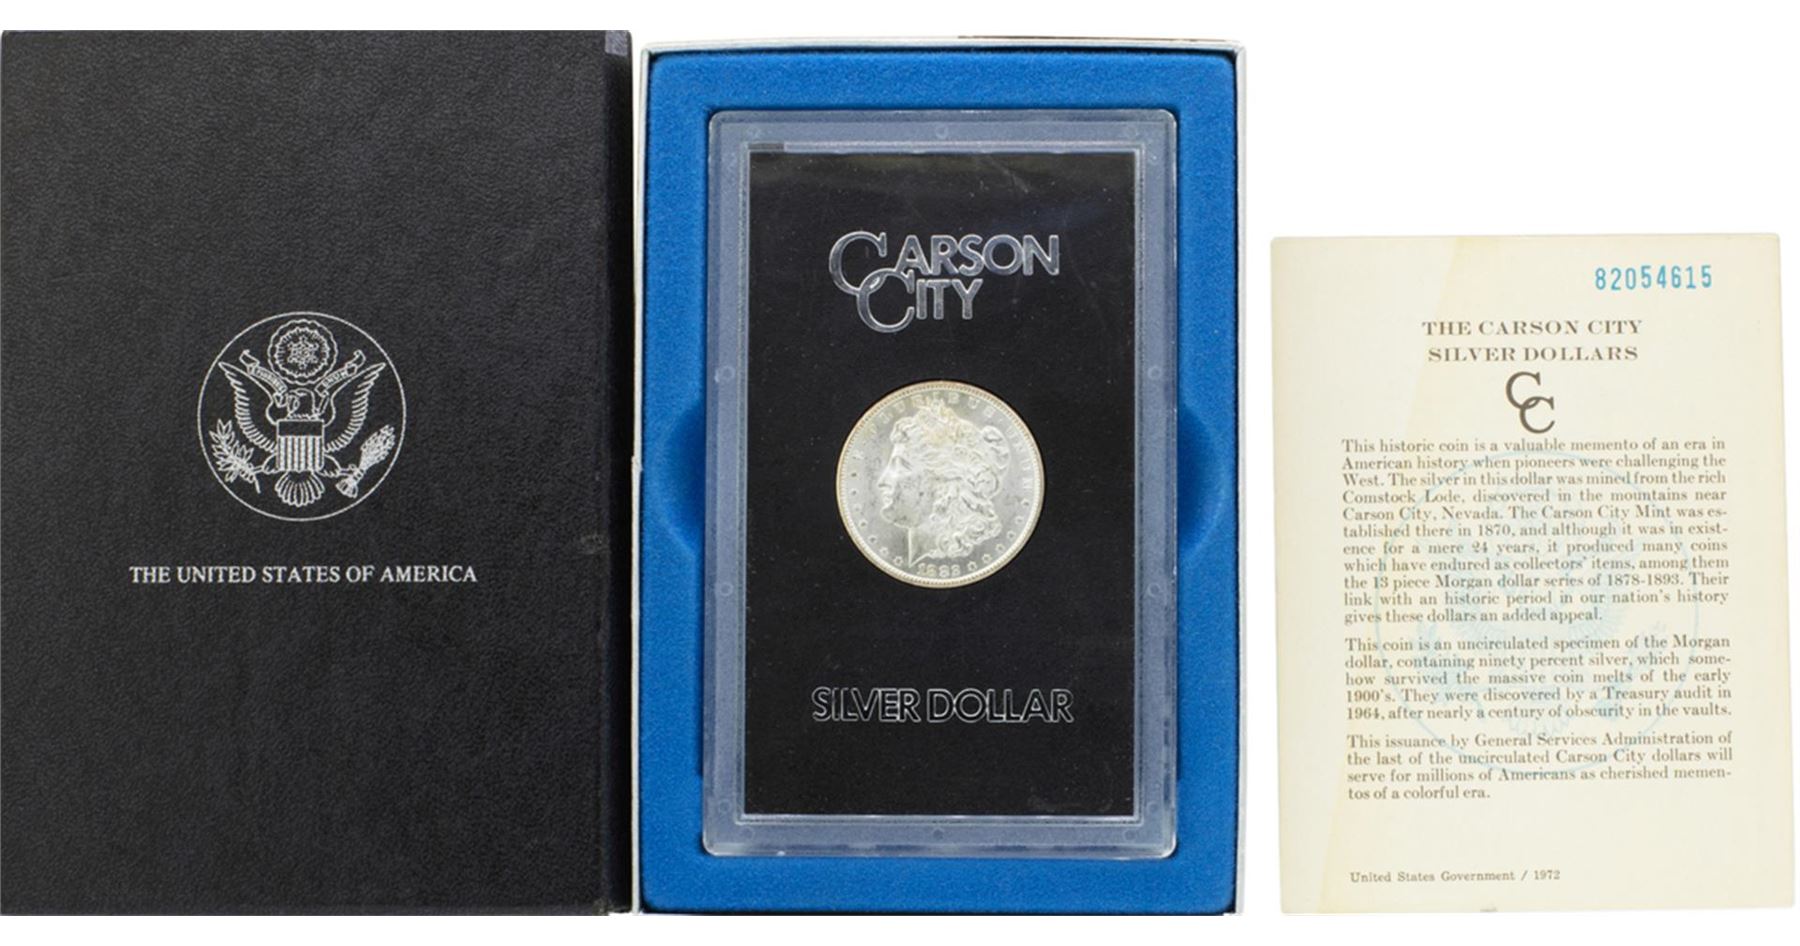 THE UNITED STATES OF AMERICA
CARSON
CITY
1882
SILVER DOLLAR
82054615
THE CARSON CITY
SILVER DOLLARS
CC
This historic coin is a valuable memento of an era in
American history when pioneers were challenging the
West. The silver in this dollar was mined from the rich
Comstock Lode, discovered in the mountains near
Carson City, Nevada. The Carson City Mint was es-
tablished there in 1870, and although it was in exist-
ence for a mere 24 years, it produced many coins
which have endured as collectors' items, among them
the 13 piece Morgan dollar series of 1878-1893. Their
link with an historic period in our nation's history
gives these dollars an added appeal.
This coin is an uncirculated specimen of the Morgan
dollar, containing ninety percent silver, which some-
how survived the massive coin melts of the early
1900's. They were discovered by a Treasury audit in
1964, after nearly a century of obscurity in the vaults.
This issuance by General Services Administration of
the last of the uncirculated Carson City dollars will
serve for millions of Americans as cherished memen-
tos of a colorful era.
United States Government / 1972